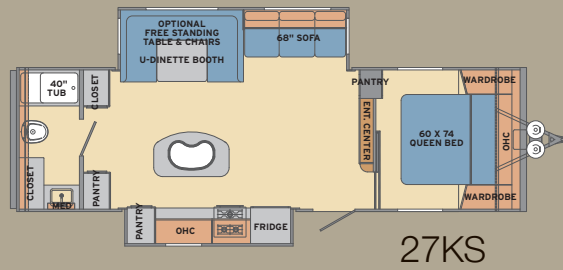 OPTIONAL
FREE STANDING
TABLE & CHAIRS
U-DINETTE BOOTH
68" SOFA
40"
TUB
CLOSET
PANTRY
WARDROBE
ENT. CENTER
60 X 74
QUEEN BED
OHC
CLOSET
MED
PANTRY
WARDROBE
PANTRY
OHC
FRIDGE
27KS